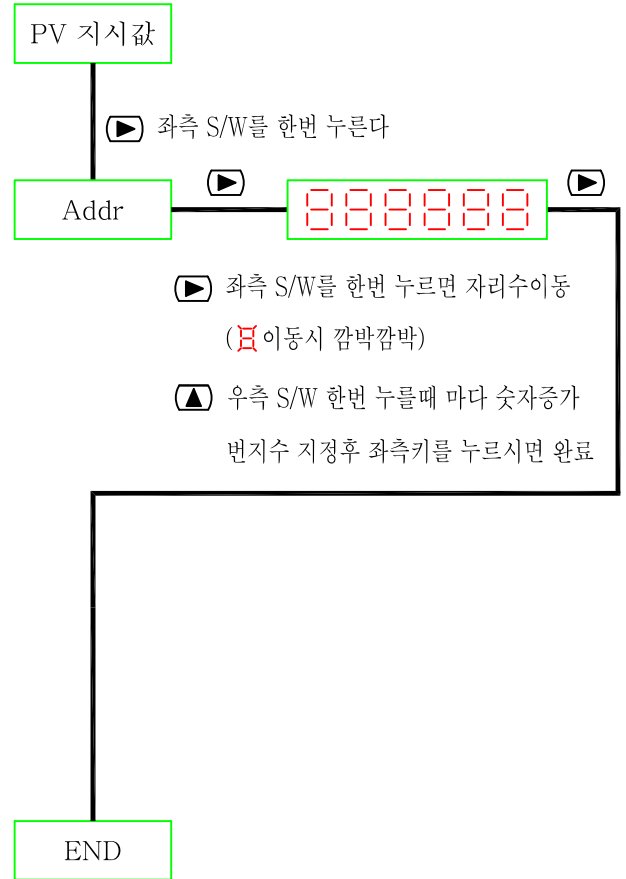 PV 지시값
좌측 S/W를 한번 누른다
Addr
888888
좌측 S/W를 한번 누르면 자리수이동
(8이동시 깜박깜박)
우측 S/W 한번 누를때 마다 숫자증가
번지수 지정후 좌측키를 누르시면 완료
END